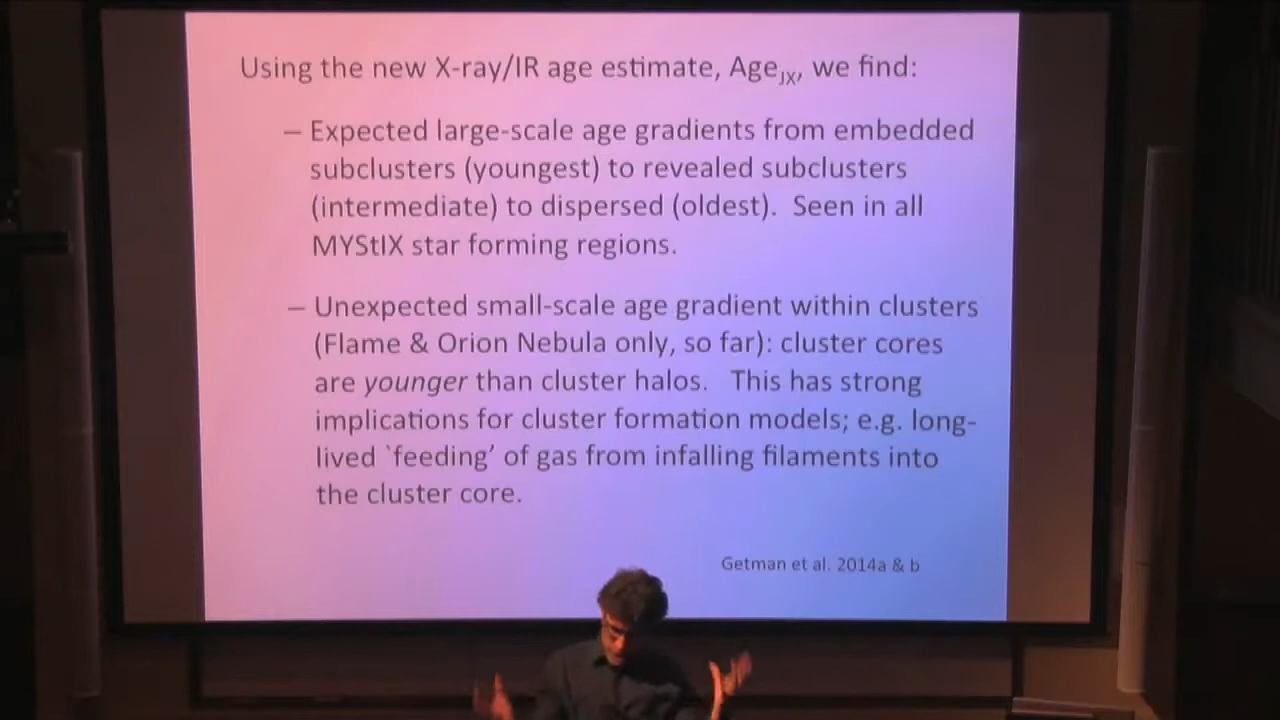 Using the new X-ray/IR age estimate, AgeJX, we find:
– Expected large-scale age gradients from embedded
subclusters (youngest) to revealed subclusters
(intermediate) to dispersed (oldest).  Seen in all
MYStIX star forming regions.
– Unexpected small-scale age gradient within clusters
(Flame & Orion Nebula only, so far): cluster cores
are younger than cluster halos.   This has strong
implications for cluster formation models; e.g. long-
lived `feeding’ of gas from infalling filaments into
the cluster core.
Getman et al. 2014a & b